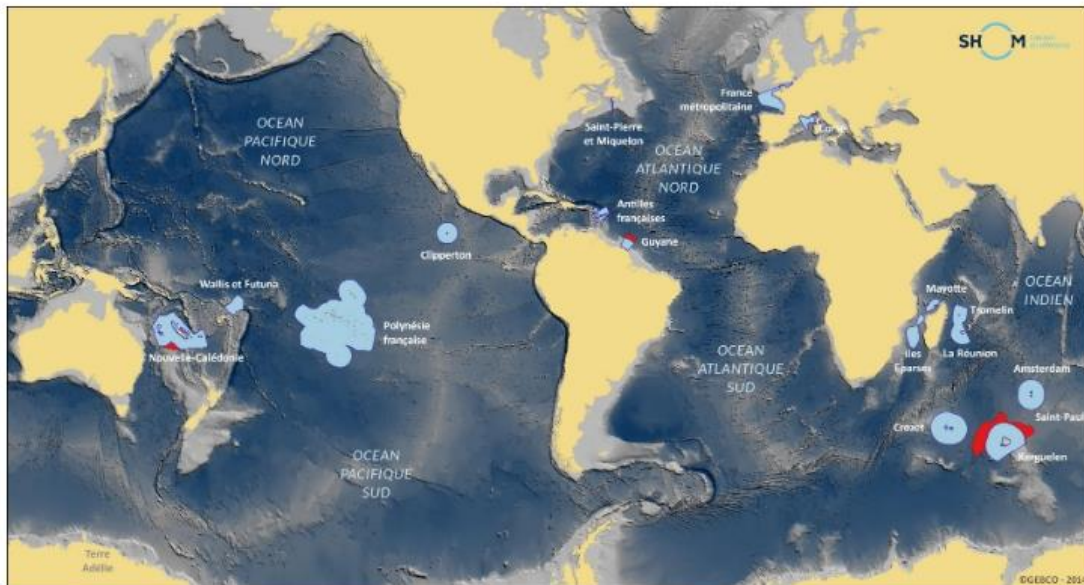 SHOM
France
métropolitaine
Corse
Saint-Pierre
et Miquelon
OCEAN
PACIFIQUE
NORD
OCEAN
ATLANTIQUE
NORD
Antilles
françaises
Guyane
Clipperton
OCEAN
INDIEN
Wallis et Futuna
Mayotte
Tromelin
Polynésie
française
Nouvelle-Calédonie
Iles
Eparses
La Réunion
OCEAN
ATLANTIQUE
SUD
Amsterdam
Saint-Paul
Crozet
Kerguelen
OCEAN
PACIFIQUE
SUD
Terre
Adélie
©GEBCO - 2014